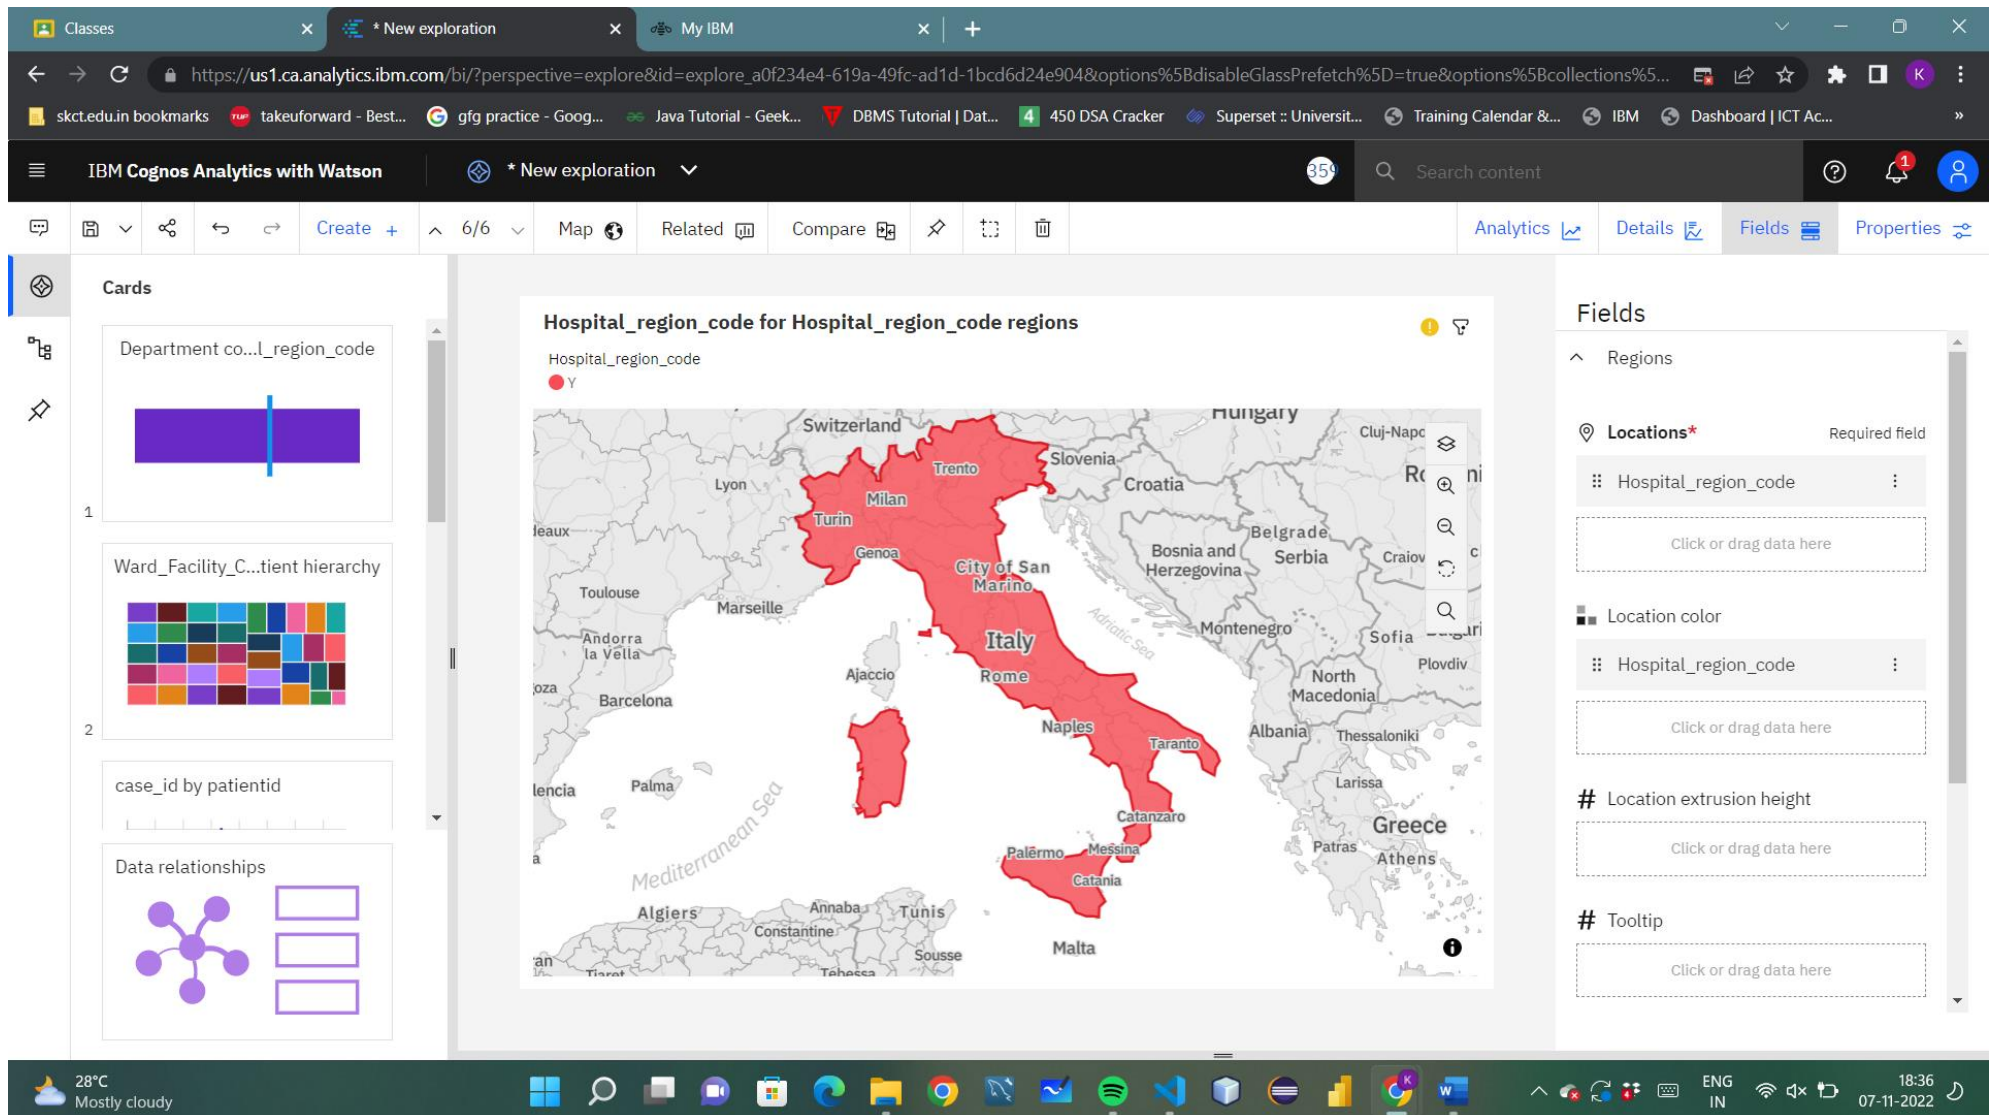 Classes
* New exploration
My IBM
https://us1.ca.analytics.ibm.com/bi/?perspective=explore&id=explore_a0f234e4-619a-49fc-ad1d-1bcd6d24e904&options%5BdisableGlassPrefetch%5D=true&options%5Bcollections%5...
K
skct.edu.in bookmarks
TUF takeuforward - Best...
gfg practice - Goog...
Java Tutorial - Geek...
DBMS Tutorial | Dat...
4 450 DSA Cracker
Superset :: Universit...
Training Calendar &...
IBM
Dashboard | ICT Ac...
»
IBM Cognos Analytics with Watson
* New exploration
359
Search content
1
Create +
6/6
Map
Related
Compare
Analytics
Details
Fields
Properties
Cards
Department co...l_region_code
1
Ward_Facility_C...tient hierarchy
2
case_id by patientid
Data relationships
Hospital_region_code for Hospital_region_code regions
Hospital_region_code
Y
Hungary
Switzerland
Cluj-Napc
Slovenia
Trento
Lyon
Croatia
Milan
Turin
Belgrade
Genoa
Bosnia and
Herzegovina
Serbia
Craiov
City of San
Marino
Toulouse
Marseille
Adriatic Sea
Montenegro
Sofia
Andorra
la Vella
Italy
Plovdiv
Ajaccio
Rome
North
Macedonia
Barcelona
Naples
Albania
Thessaloniki
Taranto
lencia
Palma
Larissa
Mediterranean Sea
Catanzaro
Greece
Palermo
Messina
Patras
Athens
Catania
Algiers
Annaba
Tunis
Constantine
Sousse
Malta
Tebessa
Tiaret
Fields
Regions
Locations*
Required field
Hospital_region_code
Click or drag data here
Location color
Hospital_region_code
Click or drag data here
# Location extrusion height
Click or drag data here
# Tooltip
Click or drag data here
28°C
Mostly cloudy
K
W
ENG
IN
18:36
07-11-2022